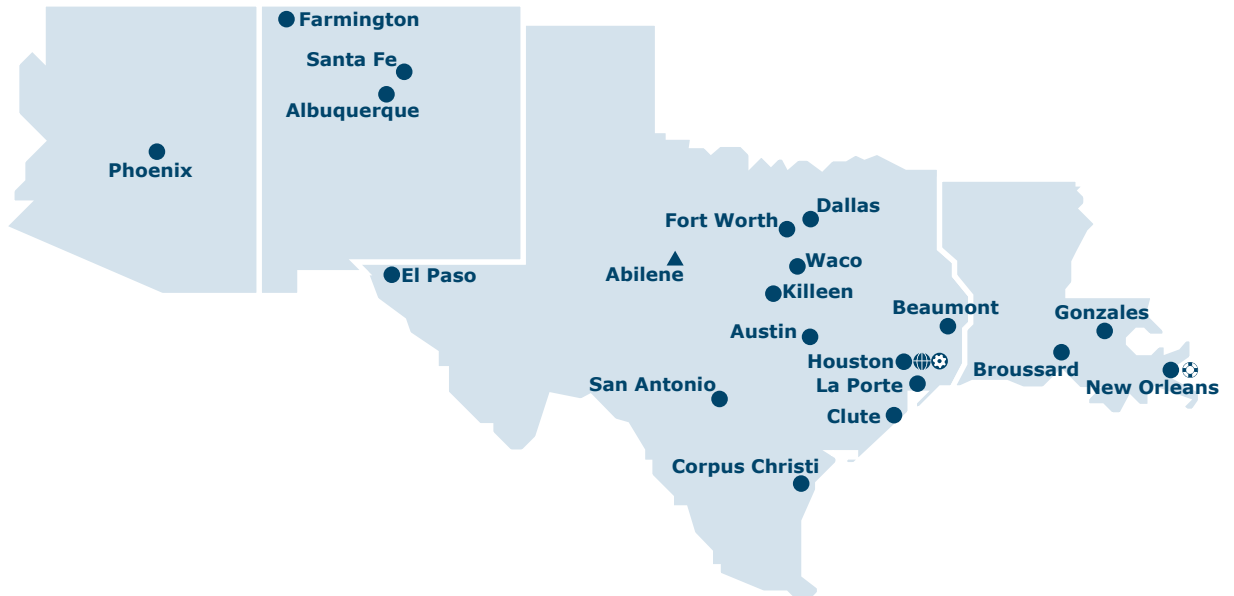 Farmington
Santa Fe
Albuquerque
Phoenix
Dallas
Fort Worth
Waco
Abilene
El Paso
Killeen
Beaumont
Gonzales
Austin
Houston
Broussard
La Porte
San Antonio
New Orleans
Clute
Corpus Christi